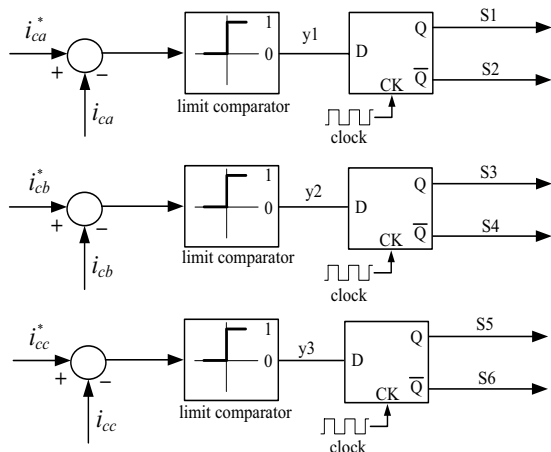 i*ca
+
−
ica
1
0
limit comparator
y1
D
Q
Q̅
CK
clock
S1
S2
i*cb
+
−
icb
1
0
limit comparator
y2
D
Q
Q̅
CK
clock
S3
S4
i*cc
+
−
icc
1
0
limit comparator
y3
D
Q
Q̅
CK
clock
S5
S6